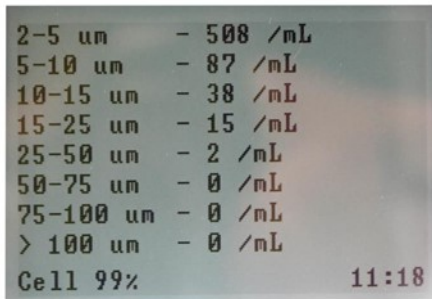 2-5 um - 508 /mL
5-10 um - 87 /mL
10-15 um - 38 /mL
15-25 um - 15 /mL
25-50 um - 2 /mL
50-75 um - 0 /mL
75-100 um - 0 /mL
> 100 um - 0 /mL
Cell 99% 11:18